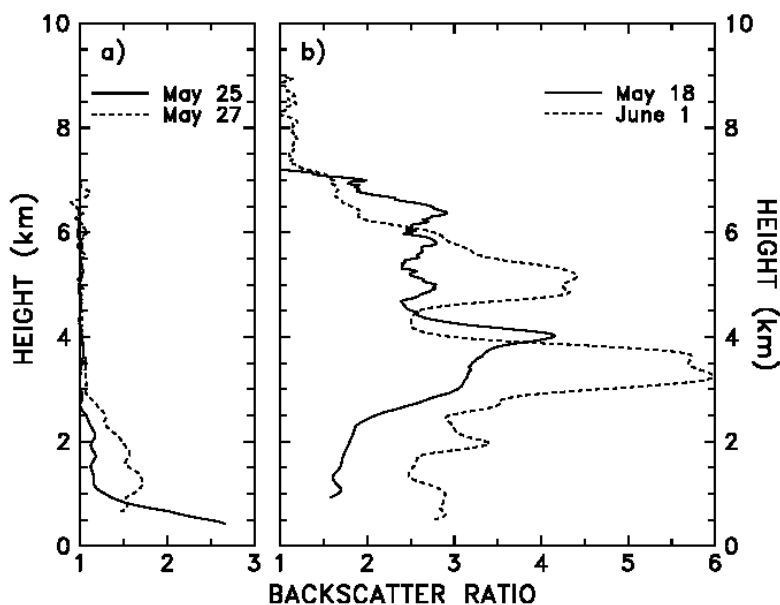 a)
May 25
May 27
b)
May 18
June 1
10
8
6
4
2
0
10
8
6
4
2
0
HEIGHT (km)
HEIGHT (km)
1 2 3
1 2 3 4 5 6
BACKSCATTER RATIO